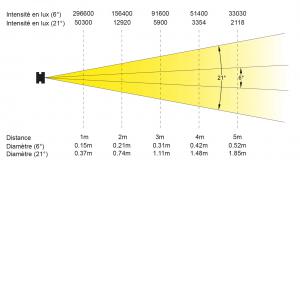 Intensité en lux (6°) 296600 156400 91600 51400 33030
Intensité en lux (21°) 50300 12920 5900 3354 2118
21° 6°
Distance 1m 2m 3m 4m 5m
Diamètre (6°) 0.15m 0.21m 0.31m 0.42m 0.52m
Diamètre (21°) 0.37m 0.74m 1.11m 1.48m 1.85m